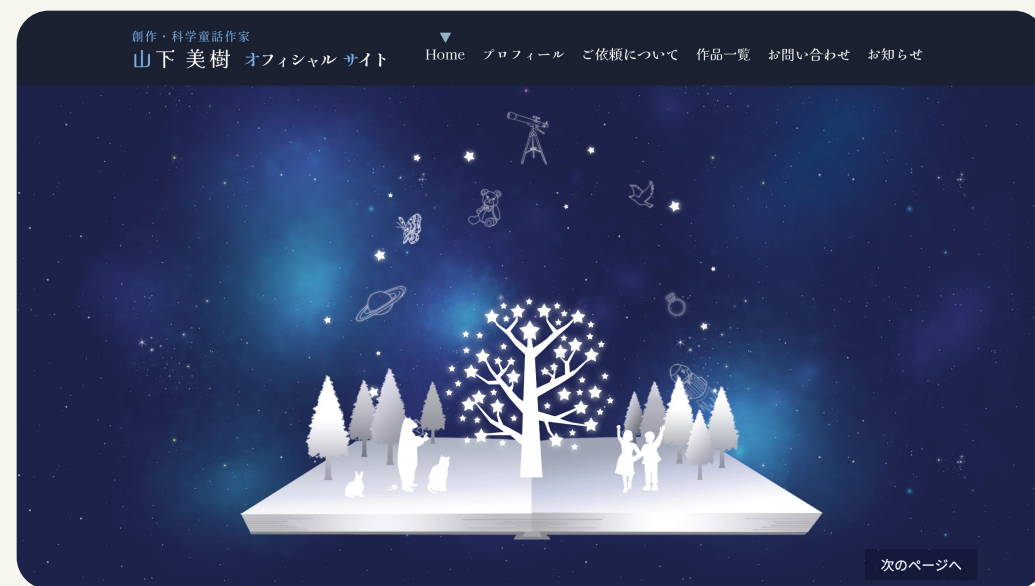 創作・科学童話作家
山下 美樹 オフィシャル サイト
Home プロフィール ご依頼について 作品一覧 お問い合わせ お知らせ
次のページへ